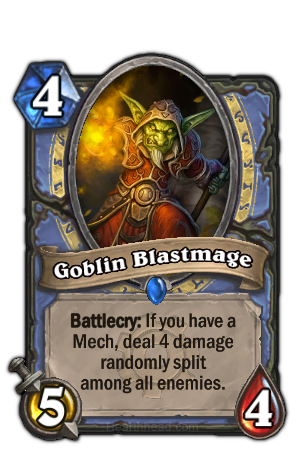 4
Goblin Blastmage
Battlecry: If you have a
Mech, deal 4 damage
randomly split
among all enemies.
5
4